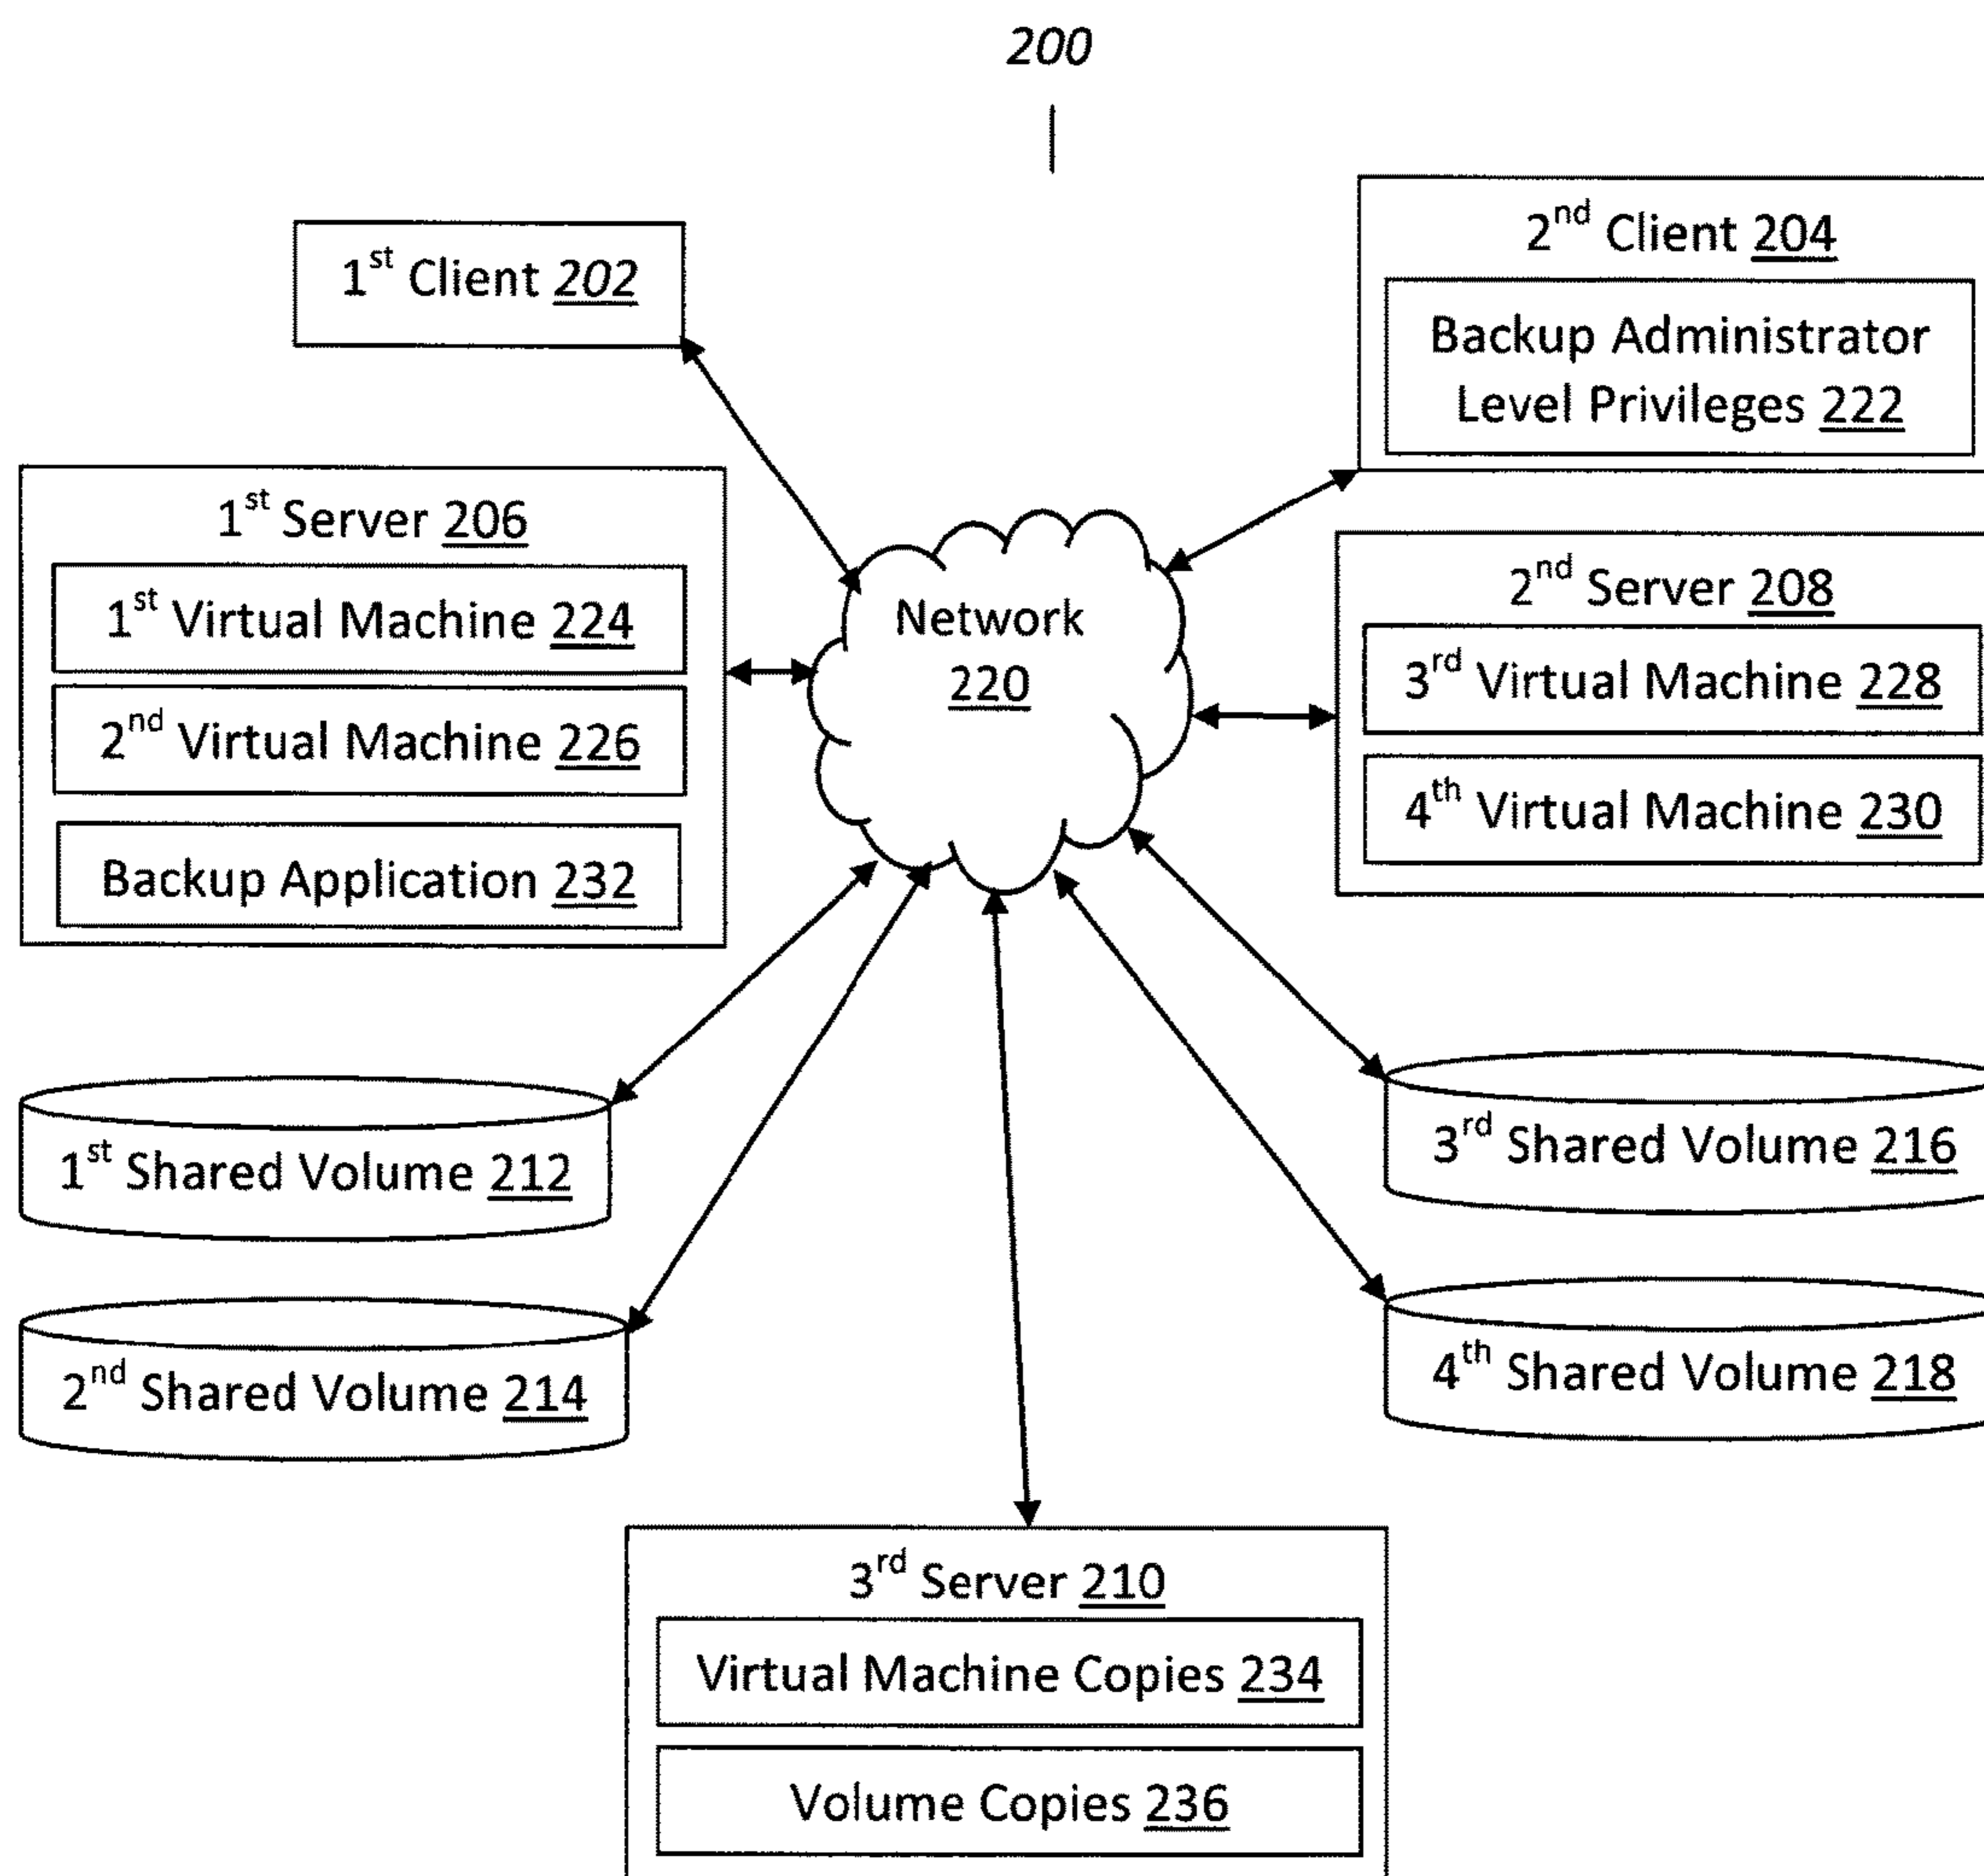 200
1st Client 202
2nd Client 204
Backup Administrator
Level Privileges 222
1st Server 206
1st Virtual Machine 224
2nd Virtual Machine 226
Backup Application 232
Network
220
2nd Server 208
3rd Virtual Machine 228
4th Virtual Machine 230
1st Shared Volume 212
2nd Shared Volume 214
3rd Shared Volume 216
4th Shared Volume 218
3rd Server 210
Virtual Machine Copies 234
Volume Copies 236